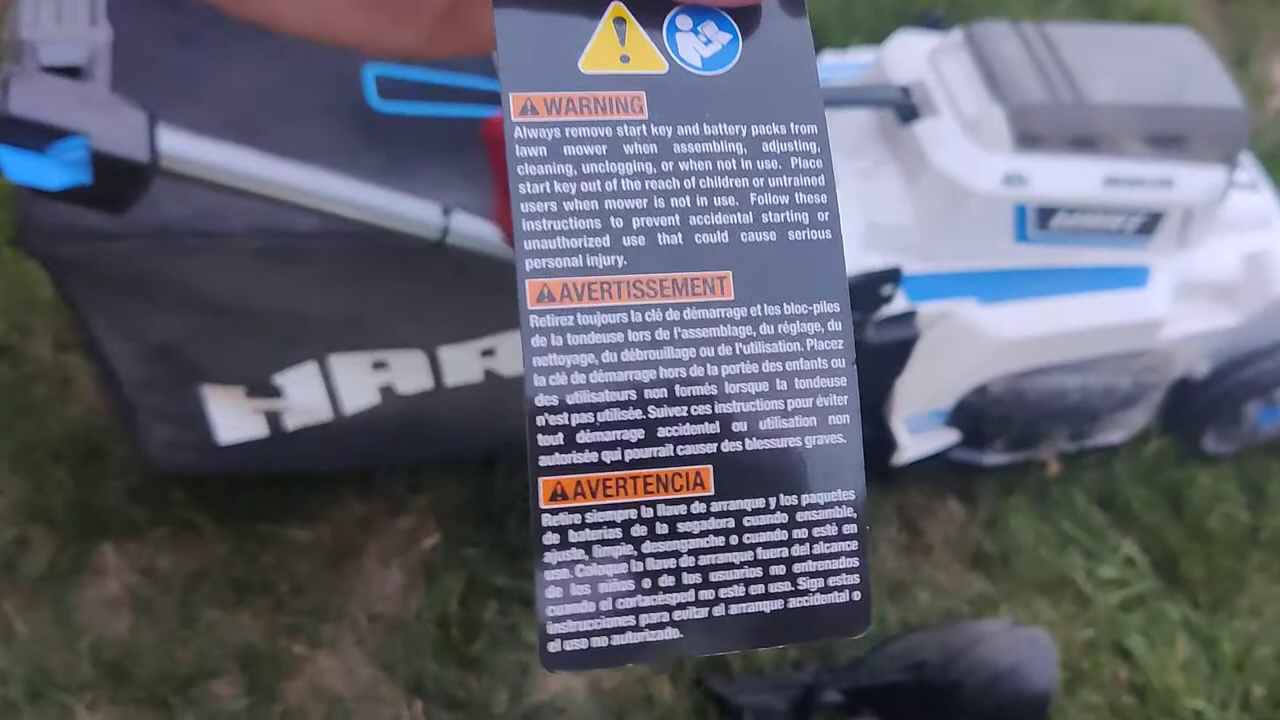 WARNING
Always remove start key and battery packs from
lawn mower when assembling, adjusting,
cleaning, unclogging, or when not in use. Place
start key out of the reach of children or untrained
users when mower is not in use. Follow these
instructions to prevent accidental starting or
unauthorized use that could cause serious
personal injury.
AVERTISSEMENT
Retirez toujours la clé de démarrage et les bloc-piles
de la tondeuse lors de l'assemblage, du réglage, du
nettoyage, du débrouillage ou de l'utilisation. Placez
la clé de démarrage hors de la portée des enfants ou
des utilisateurs non formés lorsque la tondeuse
n'est pas utilisée. Suivez ces instructions pour éviter
tout démarrage accidentel ou utilisation non
autorisée qui pourrait causer des blessures graves.
AVERTENCIA
Retire siempre la llave de arranque y los paquetes
de baterías de la segadora cuando ensamble,
ajuste, limpie, desenganche o cuando no esté en
uso. Coloque la llave de arranque fuera del alcance
de los niños o de los usuarios no entrenados
cuando el cortacésped no esté en uso. Siga estas
instrucciones para evitar el arranque accidental o
el uso no autorizado.
HAR
HART